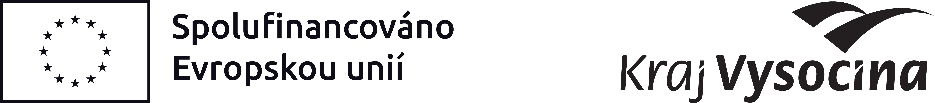 Spolufinancováno
Evropskou unií
Kraj Vysočina